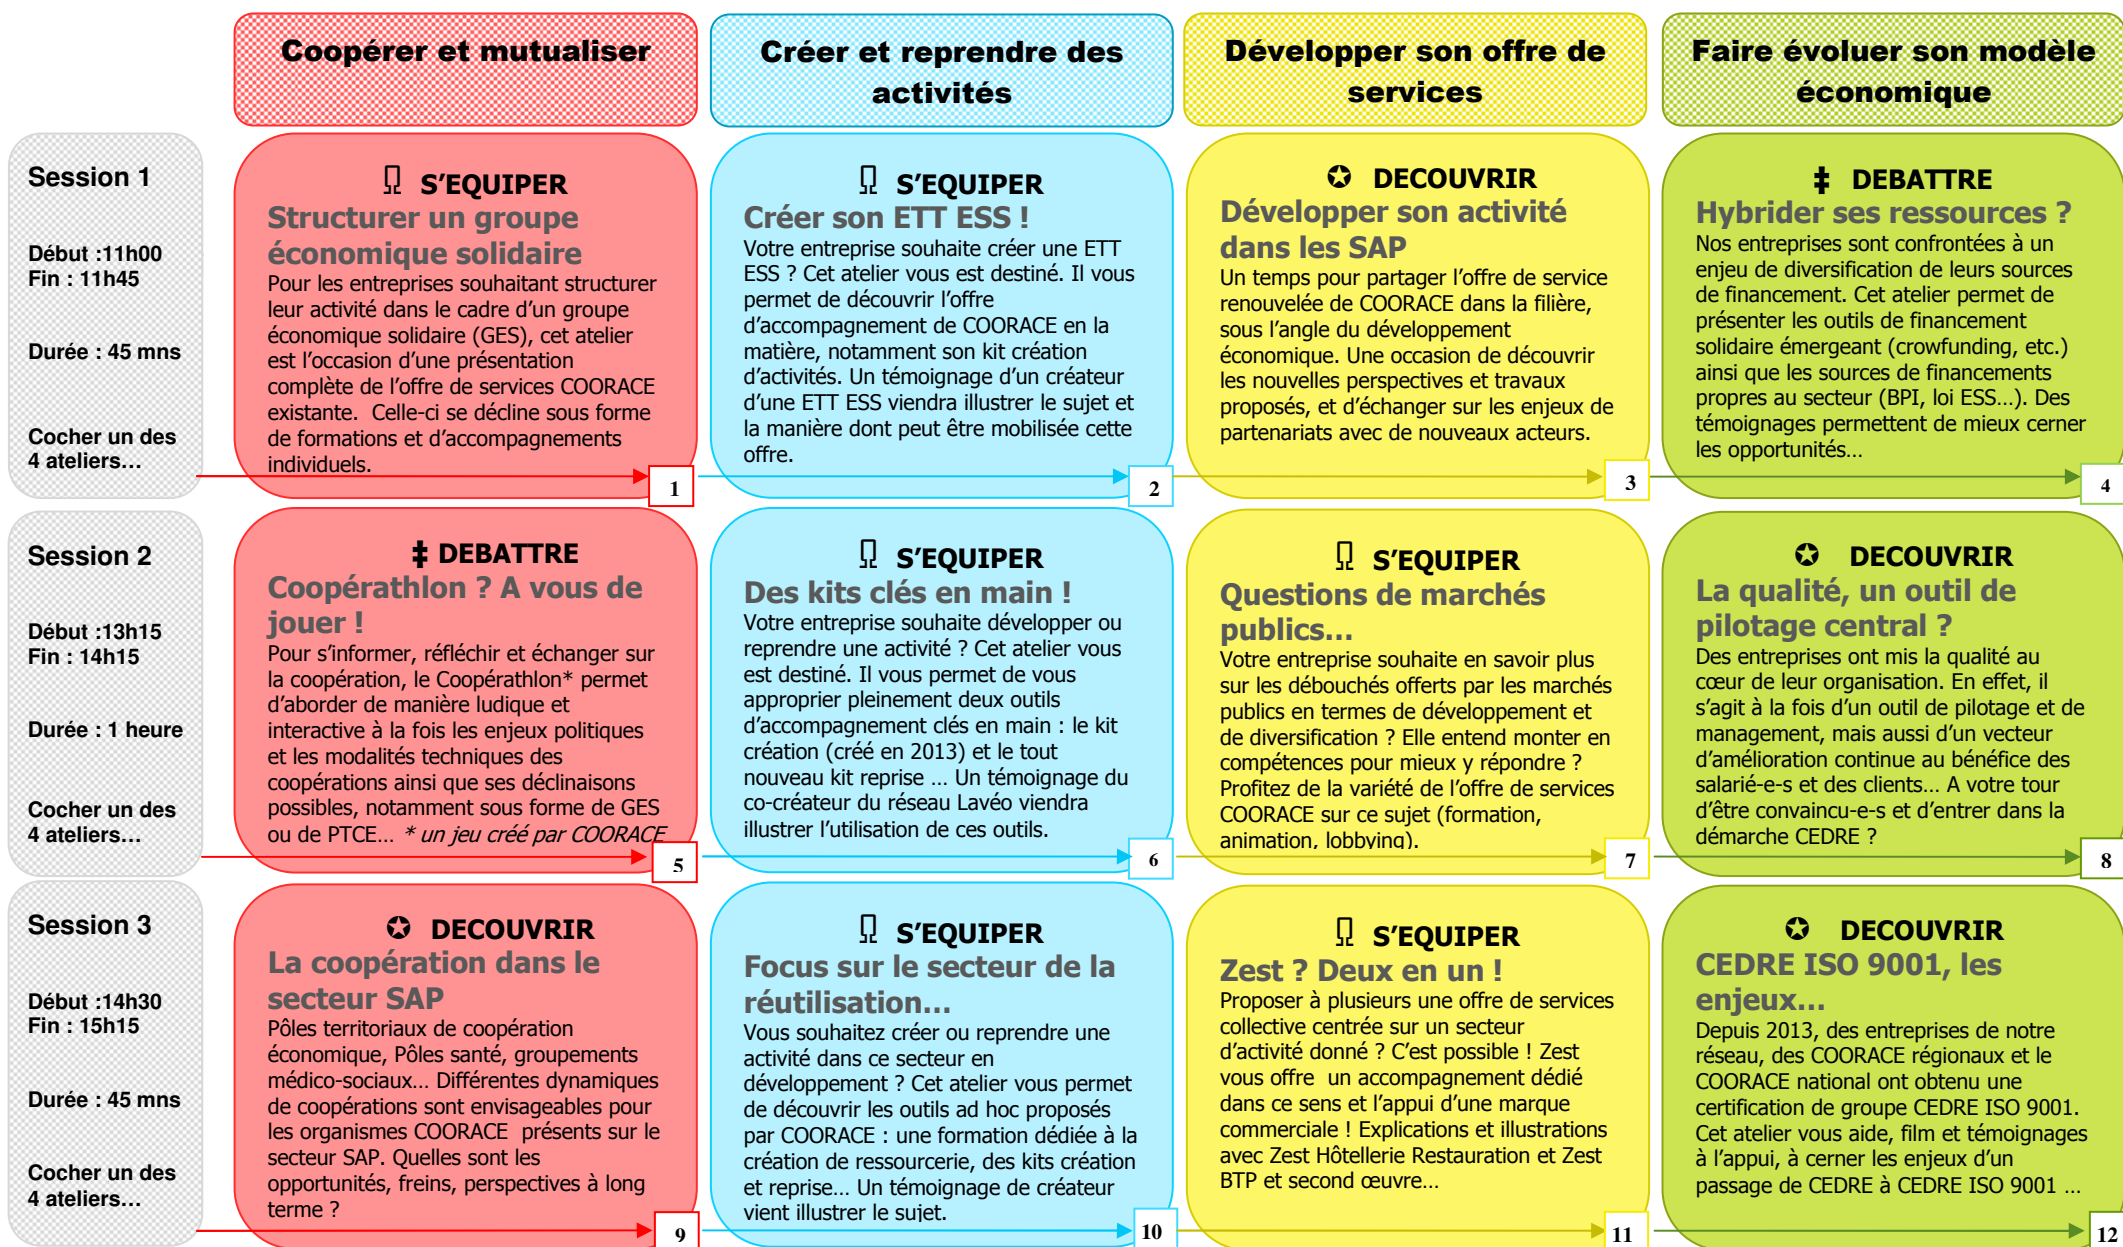 Coopérer et mutualiser
Créer et reprendre des
activités
Développer son offre de
services
Faire évoluer son modèle
économique
Session 1
Début :11h00
Fin : 11h45
Durée : 45 mns
Cocher un des
4 ateliers…
S’EQUIPER
Structurer un groupe
économique solidaire
Pour les entreprises souhaitant structurer
leur activité dans le cadre d’un groupe
économique solidaire (GES), cet atelier
est l’occasion d’une présentation
complète de l’offre de services COORACE
existante. Celle-ci se décline sous forme
de formations et d’accompagnements
individuels.
1
S’EQUIPER
Créer son ETT ESS !
Votre entreprise souhaite créer une ETT
ESS ? Cet atelier vous est destiné. Il vous
permet de découvrir l’offre
d’accompagnement de COORACE en la
matière, notamment son kit création
d’activités. Un témoignage d’un créateur
d’une ETT ESS viendra illustrer le sujet et
la manière dont peut être mobilisée cette
offre.
2
✪ DECOUVRIR
Développer son activité
dans les SAP
Un temps pour partager l’offre de service
renouvelée de COORACE dans la filière,
sous l’angle du développement
économique. Une occasion de découvrir
les nouvelles perspectives et travaux
proposés, et d’échanger sur les enjeux de
partenariats avec de nouveaux acteurs.
3
‡ DEBATTRE
Hybrider ses ressources ?
Nos entreprises sont confrontées à un
enjeu de diversification de leurs sources
de financement. Cet atelier permet de
présenter les outils de financement
solidaire émergeant (crowfunding, etc.)
ainsi que les sources de financements
propres au secteur (BPI, loi ESS…). Des
témoignages permettent de mieux cerner
les opportunités…
4
Session 2
Début :13h15
Fin : 14h15
Durée : 1 heure
Cocher un des
4 ateliers…
‡ DEBATTRE
Coopérathlon ? A vous de
jouer !
Pour s’informer, réfléchir et échanger sur
la coopération, le Coopérathlon* permet
d’aborder de manière ludique et
interactive à la fois les enjeux politiques
et les modalités techniques des
coopérations ainsi que ses déclinaisons
possibles, notamment sous forme de GES
ou de PTCE… * un jeu créé par COORACE
5
S’EQUIPER
Des kits clés en main !
Votre entreprise souhaite développer ou
reprendre une activité ? Cet atelier vous
est destiné. Il vous permet de vous
approprier pleinement deux outils
d’accompagnement clés en main : le kit
création (créé en 2013) et le tout
nouveau kit reprise … Un témoignage du
co-créateur du réseau Lavéo viendra
illustrer l’utilisation de ces outils.
6
S’EQUIPER
Questions de marchés
publics…
Votre entreprise souhaite en savoir plus
sur les débouchés offerts par les marchés
publics en termes de développement et
de diversification ? Elle entend monter en
compétences pour mieux y répondre ?
Profitez de la variété de l’offre de services
COORACE sur ce sujet (formation,
animation, lobbying).
7
✪ DECOUVRIR
La qualité, un outil de
pilotage central ?
Des entreprises ont mis la qualité au
cœur de leur organisation. En effet, il
s’agit à la fois d’un outil de pilotage et de
management, mais aussi d’un vecteur
d’amélioration continue au bénéfice des
salarié-e-s et des clients… A votre tour
d’être convaincu-e-s et d’entrer dans la
démarche CEDRE ?
8
Session 3
Début :14h30
Fin : 15h15
Durée : 45 mns
Cocher un des
4 ateliers…
✪ DECOUVRIR
La coopération dans le
secteur SAP
Pôles territoriaux de coopération
économique, Pôles santé, groupements
médico-sociaux… Différentes dynamiques
de coopérations sont envisageables pour
les organismes COORACE présents sur le
secteur SAP. Quelles sont les
opportunités, freins, perspectives à long
terme ?
9
S’EQUIPER
Focus sur le secteur de la
réutilisation…
Vous souhaitez créer ou reprendre une
activité dans ce secteur en
développement ? Cet atelier vous permet
de découvrir les outils ad hoc proposés
par COORACE : une formation dédiée à la
création de ressourcerie, des kits création
et reprise… Un témoignage de créateur
vient illustrer le sujet.
10
S’EQUIPER
Zest ? Deux en un !
Proposer à plusieurs une offre de services
collective centrée sur un secteur
d’activité donné ? C’est possible ! Zest
vous offre un accompagnement dédié
dans ce sens et l’appui d’une marque
commerciale ! Explications et illustrations
avec Zest Hôtellerie Restauration et Zest
BTP et second œuvre…
11
✪ DECOUVRIR
CEDRE ISO 9001, les
enjeux…
Depuis 2013, des entreprises de notre
réseau, des COORACE régionaux et le
COORACE national ont obtenu une
certification de groupe CEDRE ISO 9001.
Cet atelier vous aide, film et témoignages
à l’appui, à cerner les enjeux d’un
passage de CEDRE à CEDRE ISO 9001 …
12